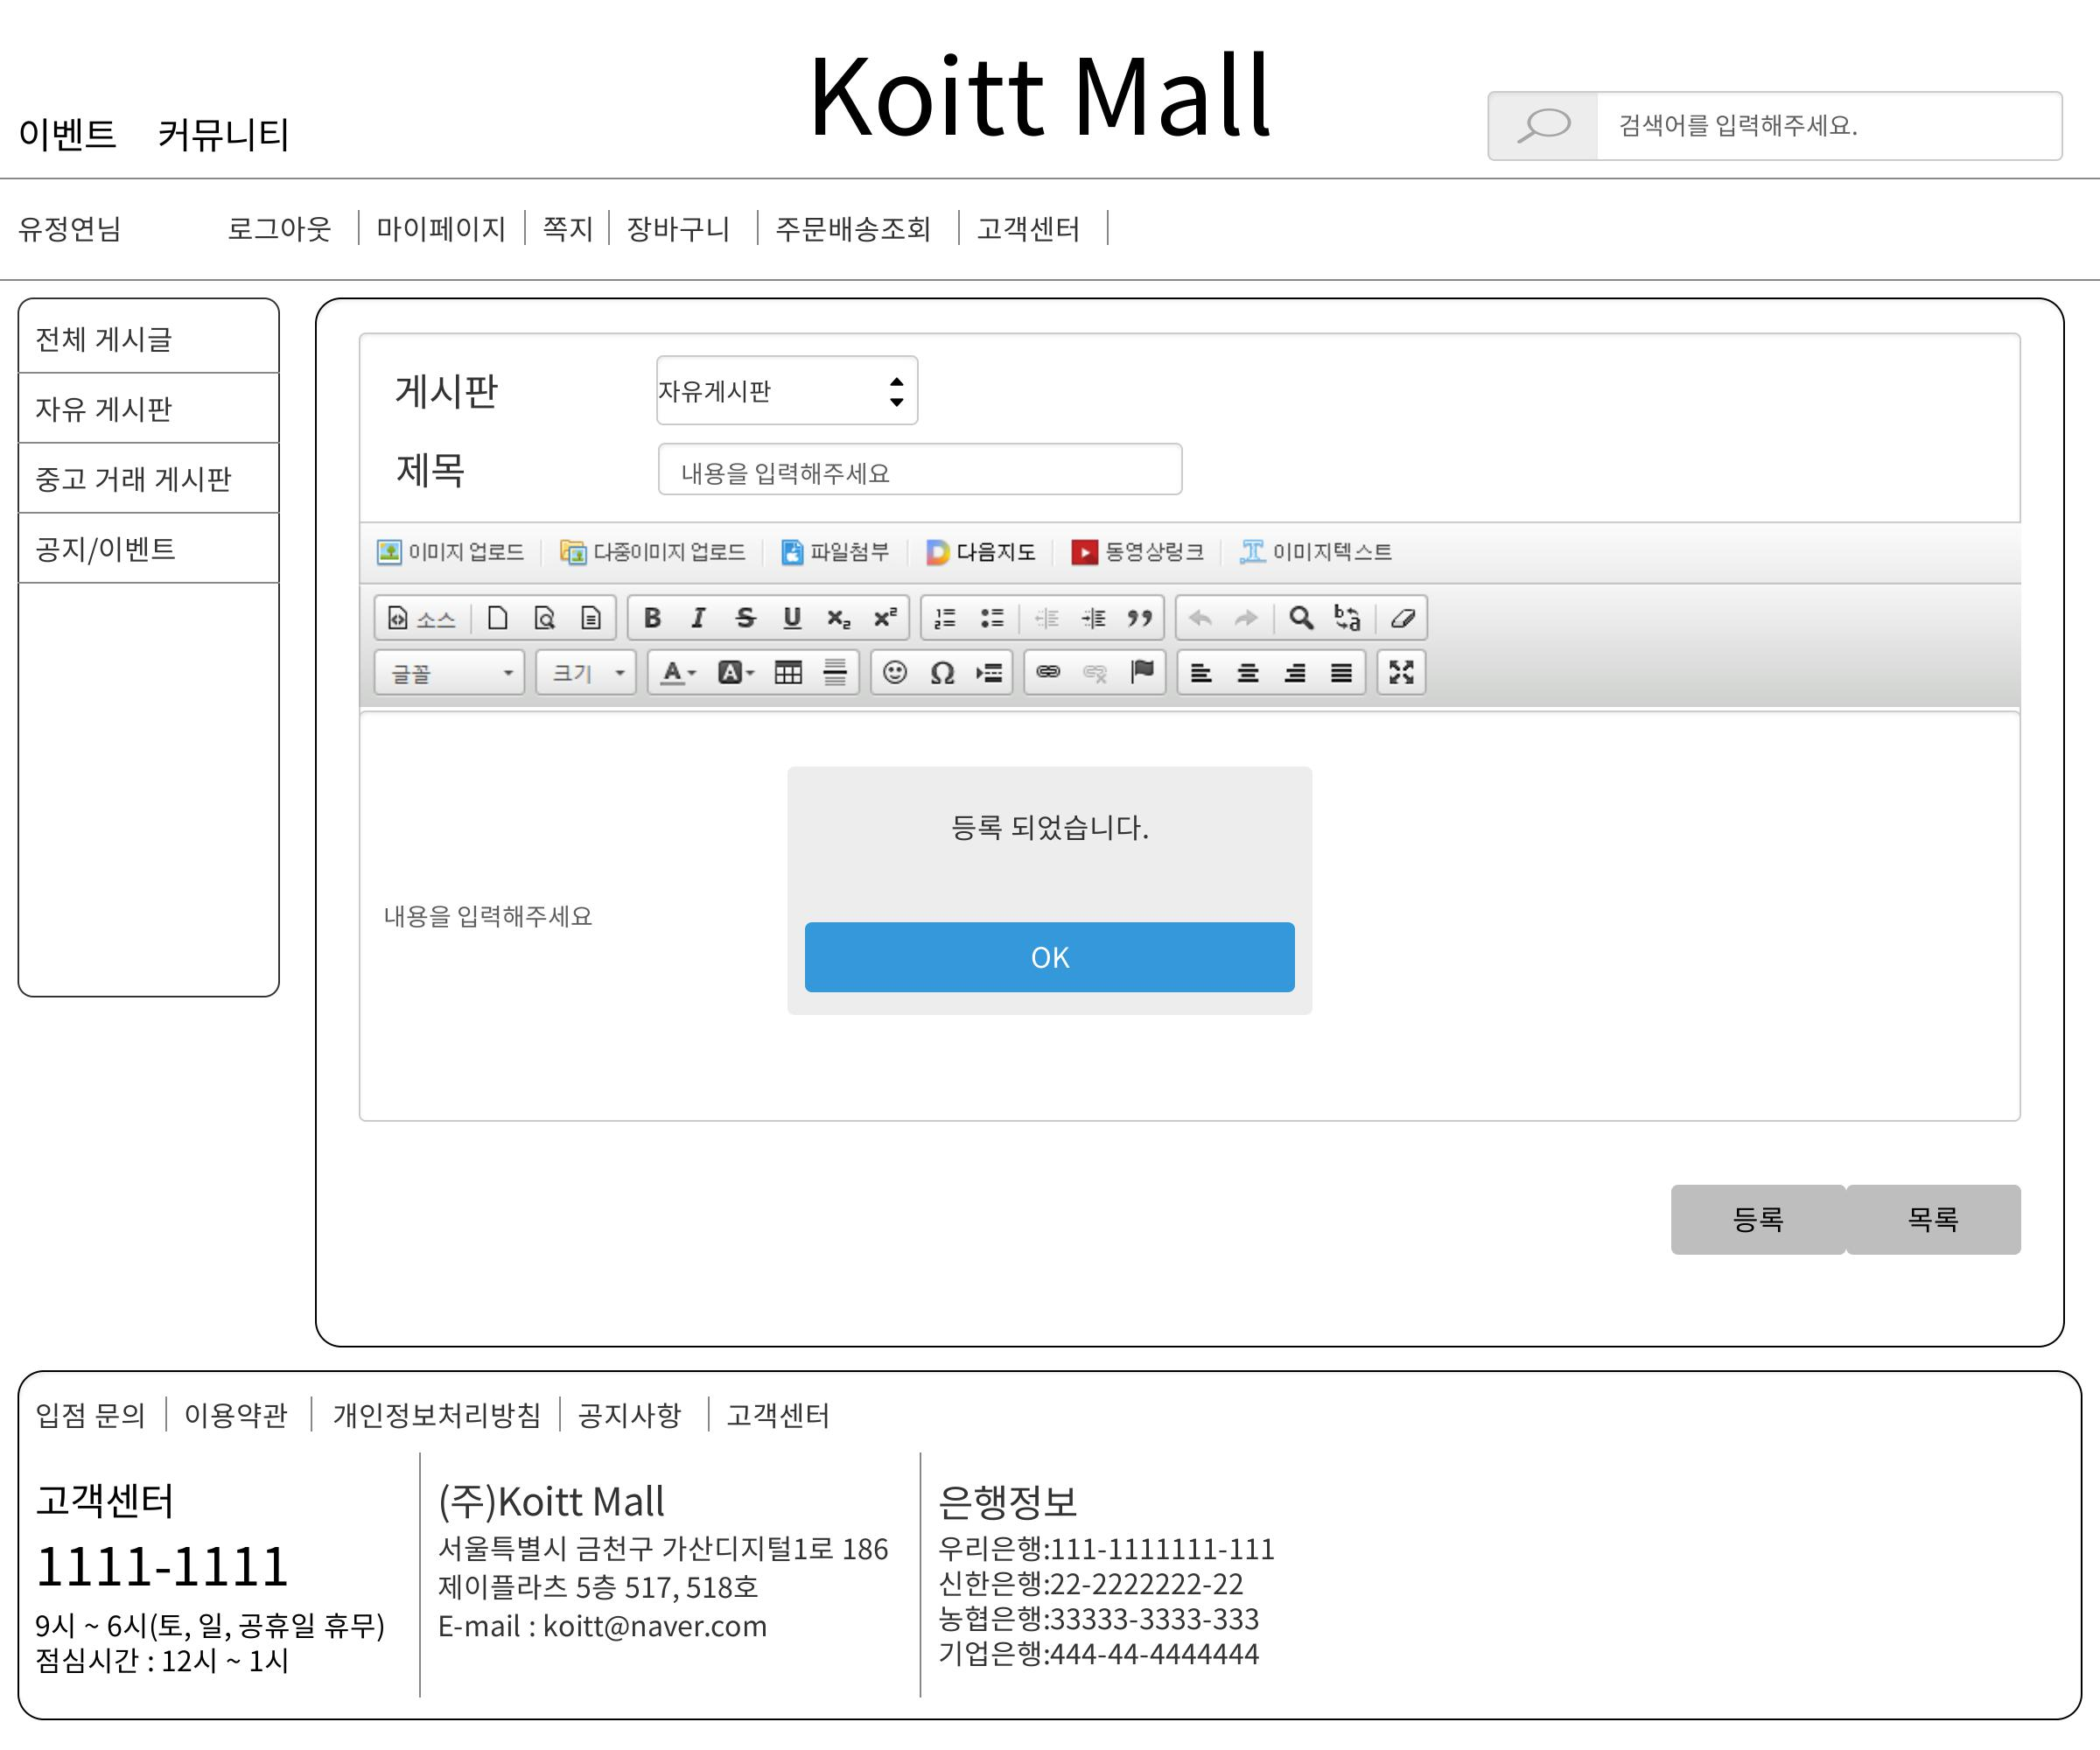 Koitt Mall
이벤트 커뮤니티
검색어를 입력해주세요.
유정연님 로그아웃 마이페이지 쪽지 장바구니 주문배송조회 고객센터
전체 게시글
자유 게시판
중고 거래 게시판
공지/이벤트
게시판 자유게시판
제목 내용을 입력해주세요
이미지 업로드 다중이미지 업로드 파일첨부 다음지도 동영상링크 이미지텍스트
소스
글꼴 크기
등록 되었습니다.
내용을 입력해주세요
OK
등록 목록
입점 문의 이용약관 개인정보처리방침 공지사항 고객센터
고객센터
1111-1111
9시 ~ 6시(토, 일, 공휴일 휴무)
점심시간 : 12시 ~ 1시
(주)Koitt Mall
서울특별시 금천구 가산디지털1로 186
제이플라츠 5층 517, 518호
E-mail : koitt@naver.com
은행정보
우리은행:111-1111111-111
신한은행:22-2222222-22
농협은행:33333-3333-333
기업은행:444-44-4444444